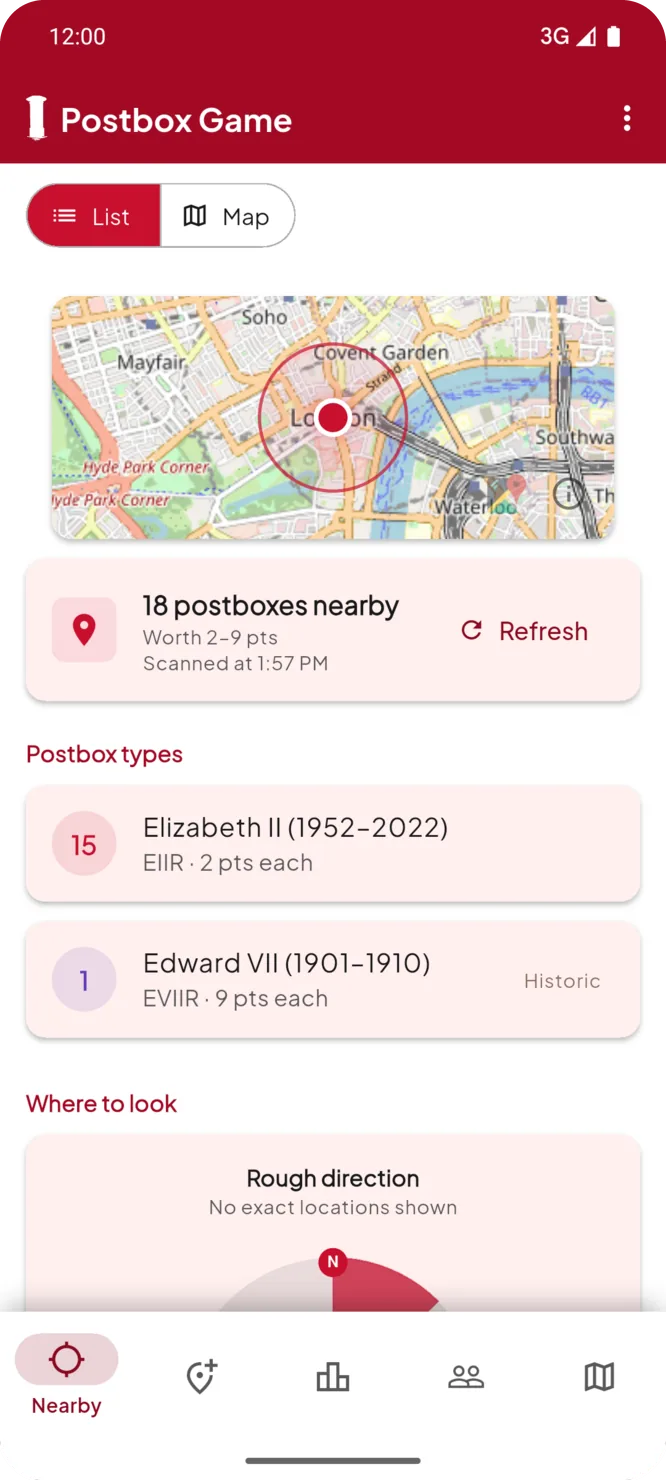 12:00
3G
Postbox Game
List
Map
Soho
Covent Garden
Mayfair
Strand
Hyde Park Corner
Southwa
yde Park Corner
Waterloo
Th
18 postboxes nearby
Worth 2–9 pts
Scanned at 1:57 PM
Refresh
Postbox types
15
Elizabeth II (1952–2022)
EIIR · 2 pts each
1
Edward VII (1901–1910)
EVIIR · 9 pts each
Historic
Where to look
Rough direction
No exact locations shown
N
Nearby